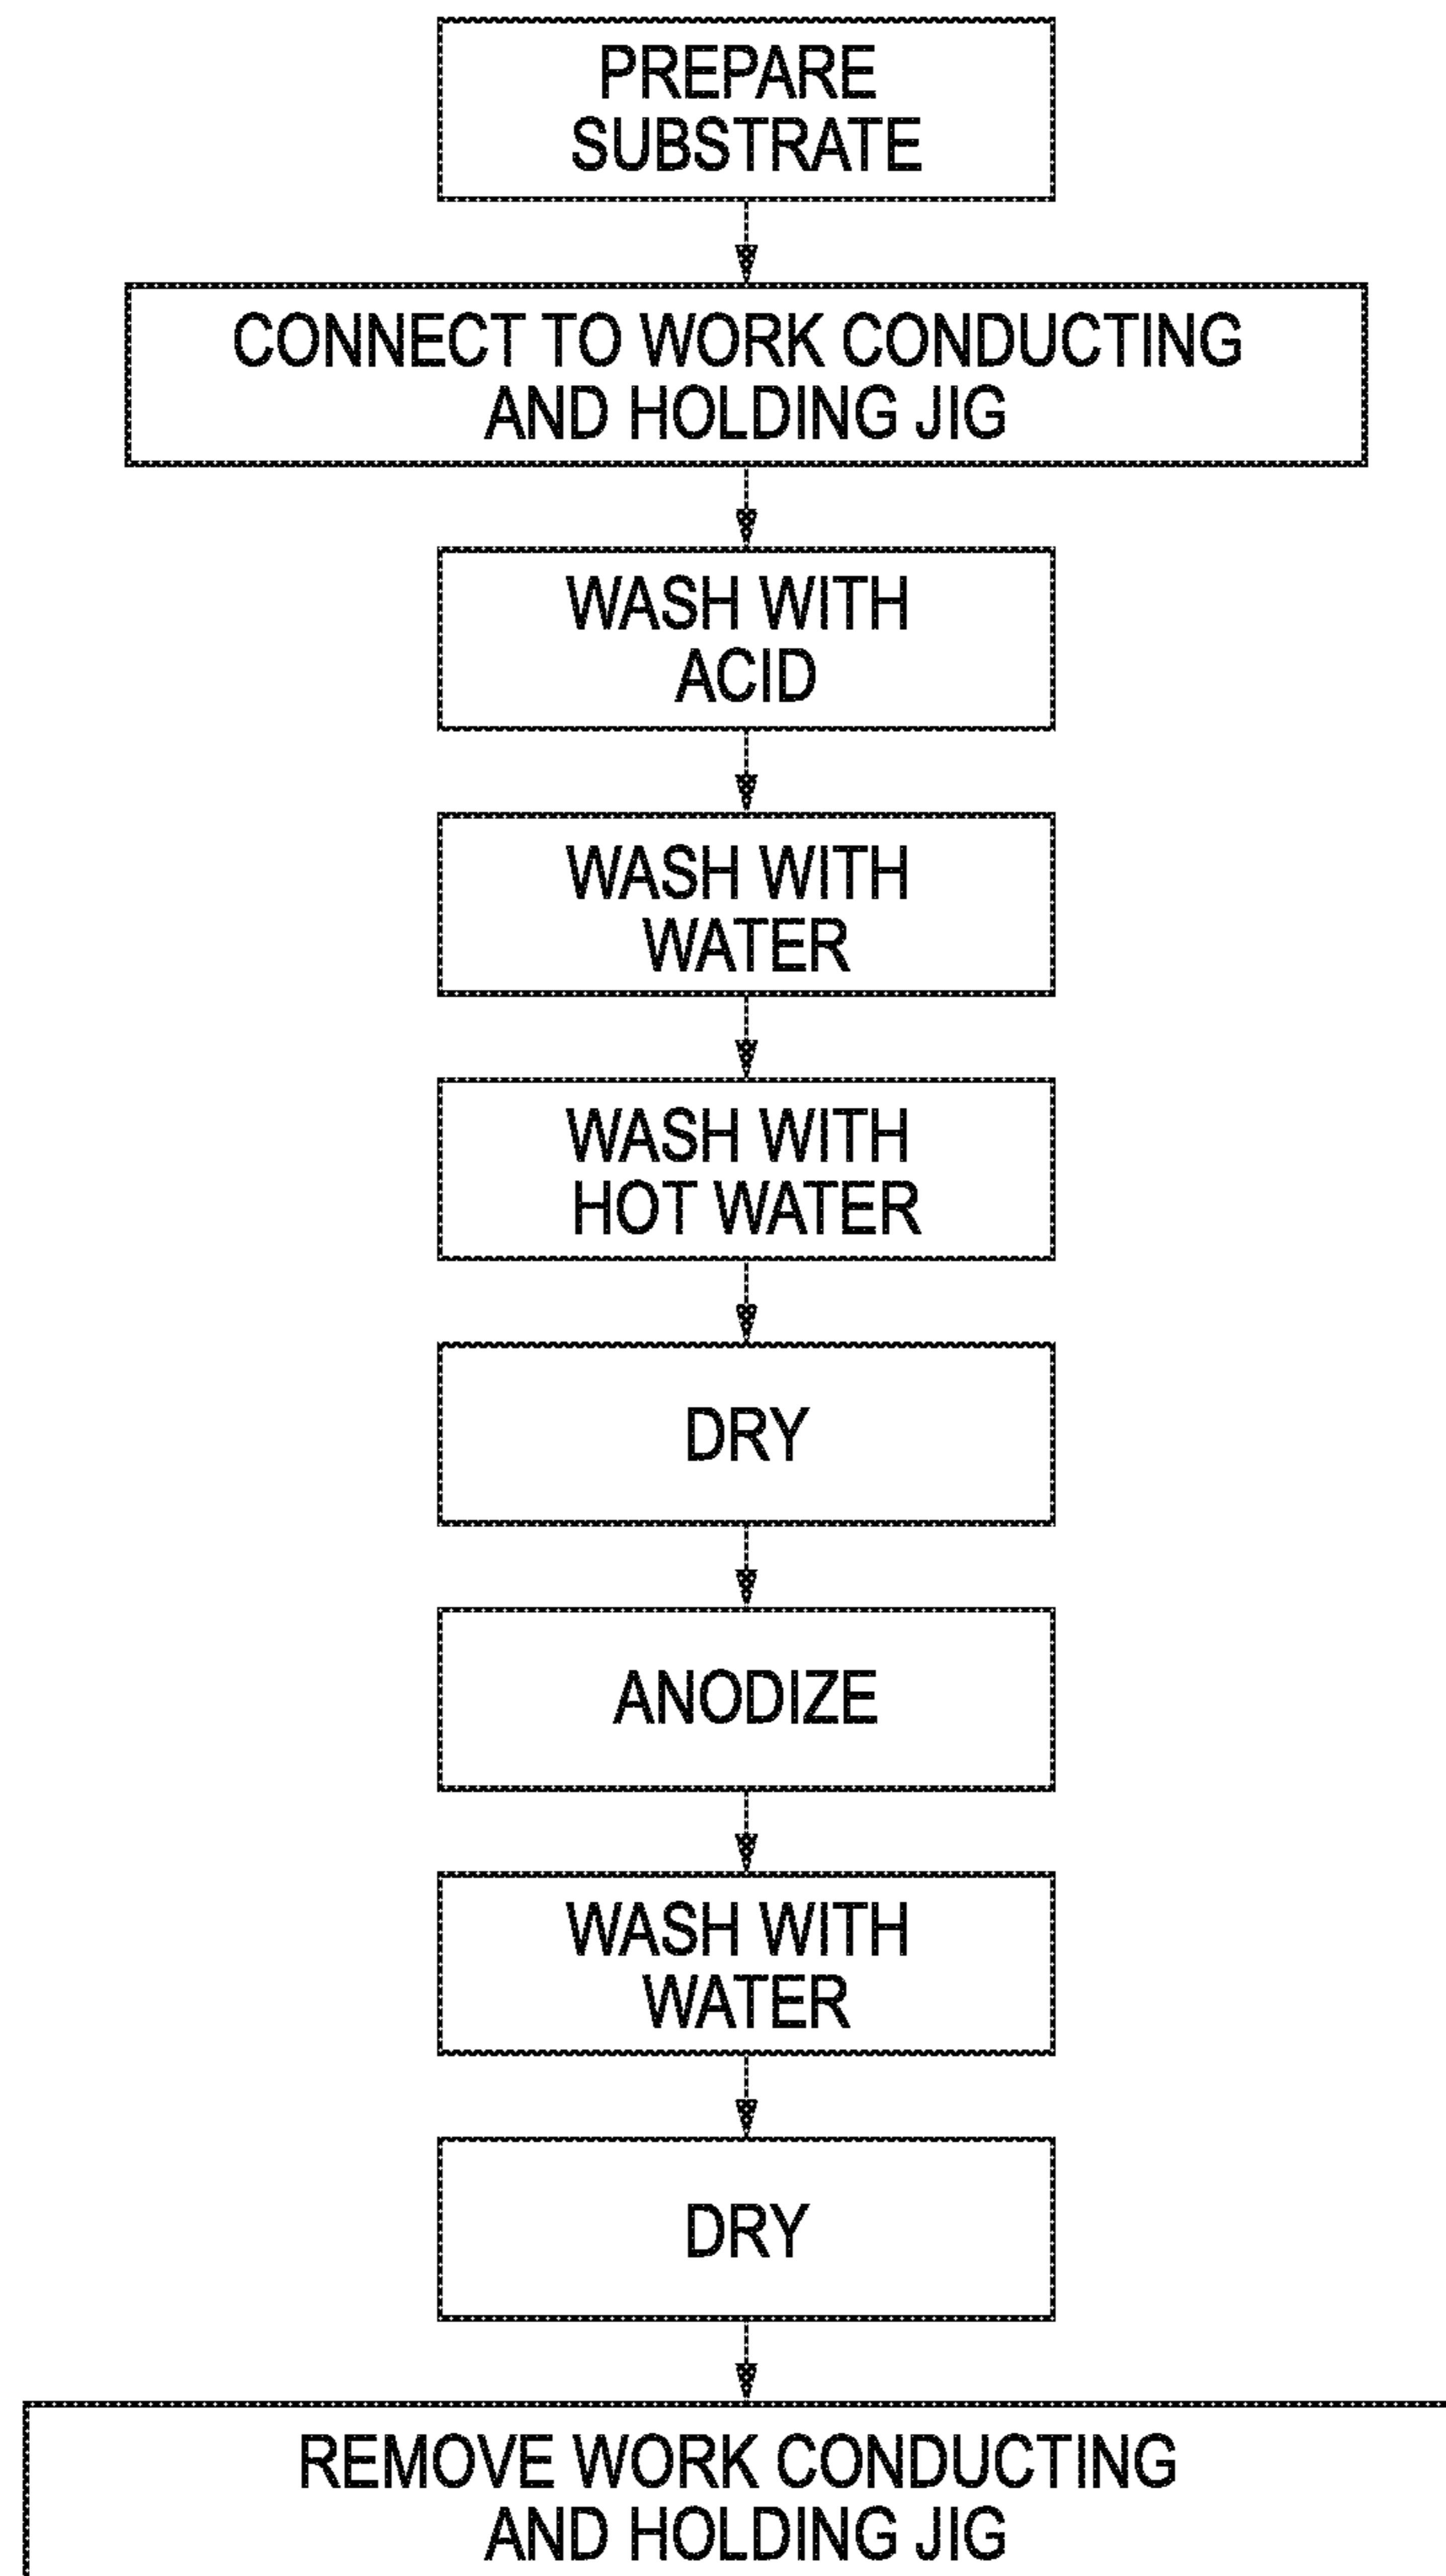 PREPARE
SUBSTRATE
CONNECT TO WORK CONDUCTING
AND HOLDING JIG
WASH WITH
ACID
WASH WITH
WATER
WASH WITH
HOT WATER
DRY
ANODIZE
WASH WITH
WATER
DRY
REMOVE WORK CONDUCTING
AND HOLDING JIG